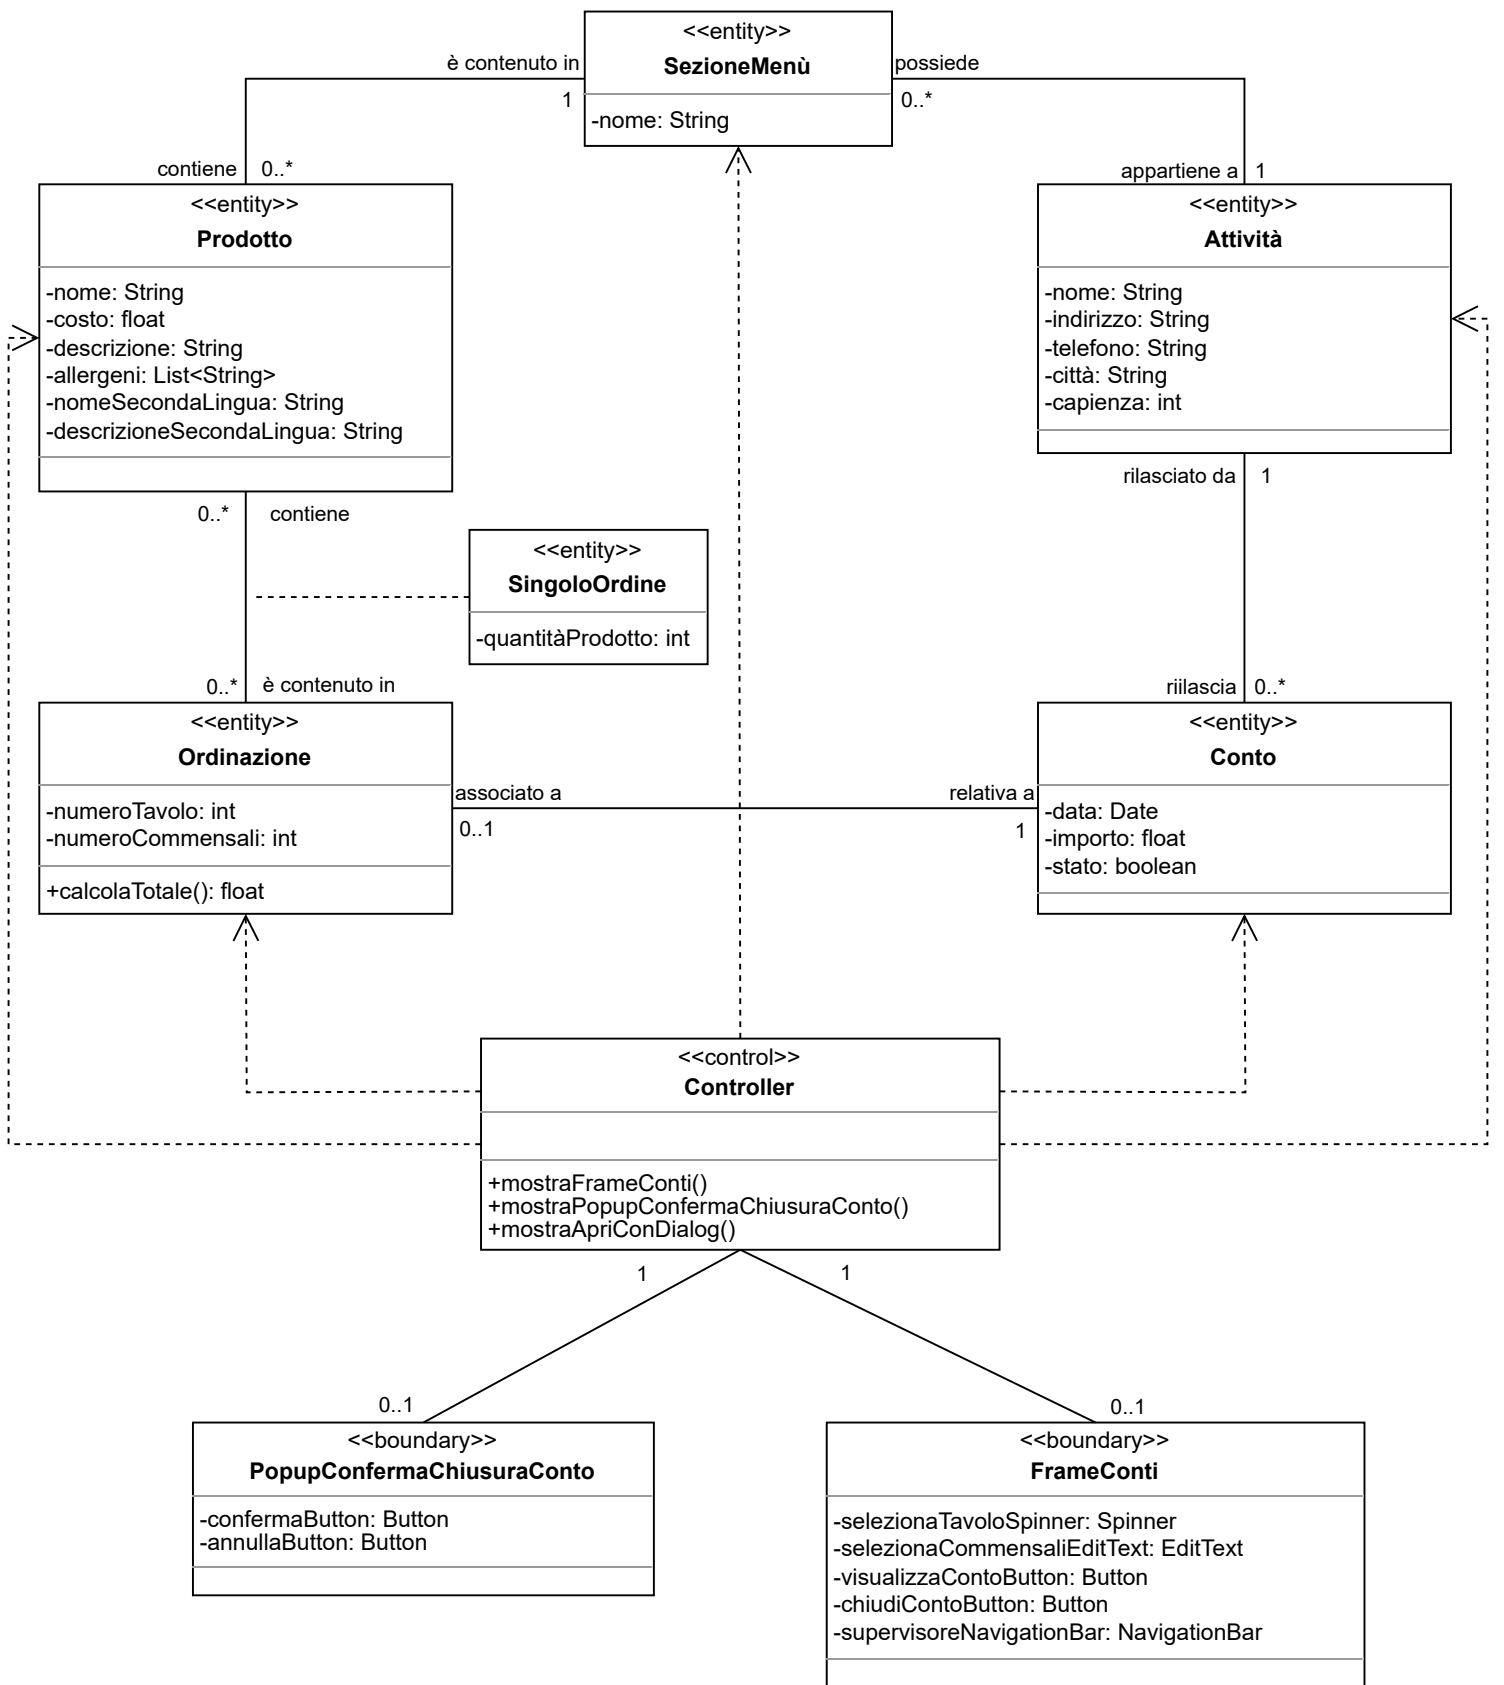 <<entity>>
SezioneMenù
-nome: String
è contenuto in
1
possiede
0..*
contiene
0..*
appartiene a
1
<<entity>>
Prodotto
-nome: String
-costo: float
-descrizione: String
-allergeni: List<String>
-nomeSecondaLingua: String
-descrizioneSecondaLingua: String
<<entity>>
Attività
-nome: String
-indirizzo: String
-telefono: String
-città: String
-capienza: int
rilasciato da
1
0..*
contiene
<<entity>>
SingoloOrdine
-quantitàProdotto: int
0..*
è contenuto in
riilascia
0..*
<<entity>>
Ordinazione
-numeroTavolo: int
-numeroCommensali: int
+calcolaTotale(): float
associato a
0..1
relativa a
1
<<entity>>
Conto
-data: Date
-importo: float
-stato: boolean
<<control>>
Controller
+mostraFrameConti()
+mostraPopupConfermaChiusuraConto()
+mostraApriConDialog()
1
1
0..1
0..1
<<boundary>>
PopupConfermaChiusuraConto
-confermaButton: Button
-annullaButton: Button
<<boundary>>
FrameConti
-selezionaTavoloSpinner: Spinner
-selezionaCommensaliEditText: EditText
-visualizzaContoButton: Button
-chiudiContoButton: Button
-supervisoreNavigationBar: NavigationBar